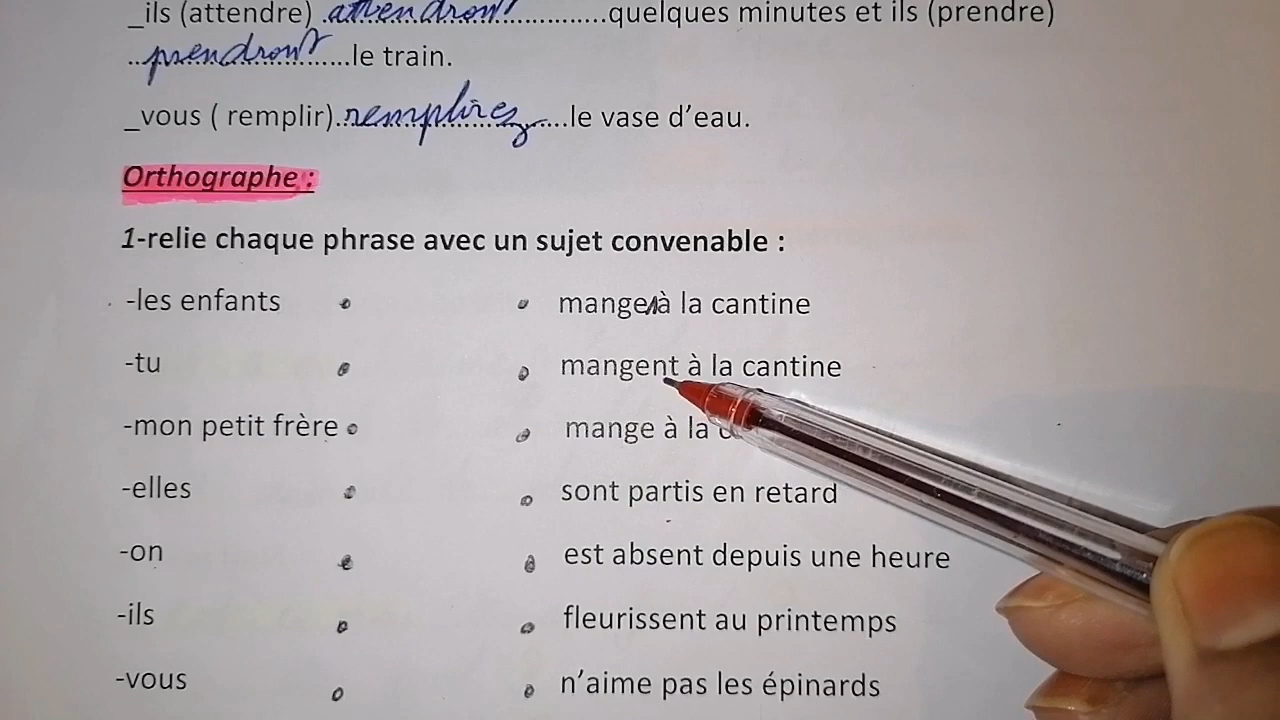 _ils (attendre) attendront quelques minutes et ils (prendre)
prendront le train.
_vous ( remplir) remplirez le vase d'eau.
Orthographe :
1-relie chaque phrase avec un sujet convenable :
-les enfants mange à la cantine
-tu mangent à la cantine
-mon petit frère mange à la
-elles sont partis en retard
-on est absent depuis une heure
-ils fleurissent au printemps
-vous n'aime pas les épinards